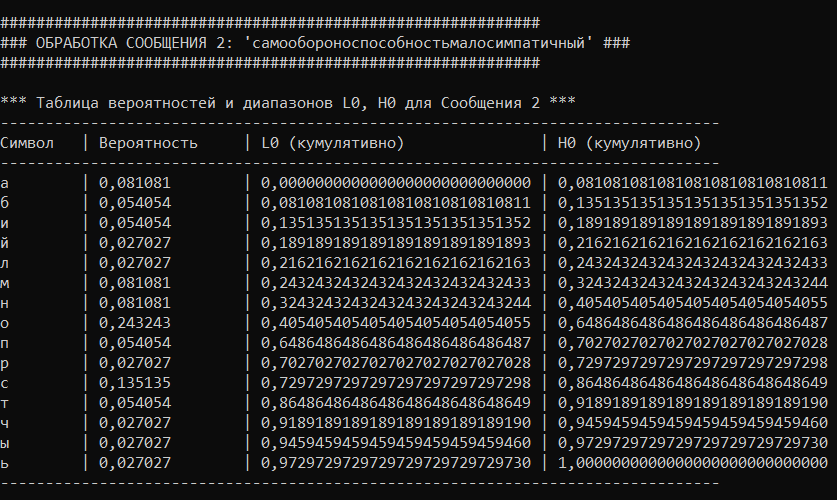 ############################################################
### ОБРАБОТКА СООБЩЕНИЯ 2: 'самообороноспособностьмалосимпатичный' ###
############################################################
*** Таблица вероятностей и диапазонов L0, H0 для Сообщения 2 ***
--------------------------------------------------------------------------------
Символ | Вероятность | L0 (кумулятивно) | H0 (кумулятивно)
--------------------------------------------------------------------------------
а | 0,081081 | 0,0000000000000000000000000000 | 0,0810810810810810810810810811
б | 0,054054 | 0,0810810810810810810810810811 | 0,1351351351351351351351351352
и | 0,054054 | 0,1351351351351351351351351352 | 0,1891891891891891891891891893
й | 0,027027 | 0,1891891891891891891891891893 | 0,2162162162162162162162162163
л | 0,027027 | 0,2162162162162162162162162163 | 0,2432432432432432432432432433
м | 0,081081 | 0,2432432432432432432432432433 | 0,3243243243243243243243243244
н | 0,081081 | 0,3243243243243243243243243244 | 0,4054054054054054054054054055
о | 0,243243 | 0,4054054054054054054054054055 | 0,6486486486486486486486486487
п | 0,054054 | 0,6486486486486486486486486487 | 0,7027027027027027027027027028
р | 0,027027 | 0,7027027027027027027027027028 | 0,7297297297297297297297297298
с | 0,135135 | 0,7297297297297297297297297298 | 0,8648648648648648648648648649
т | 0,054054 | 0,8648648648648648648648648649 | 0,9189189189189189189189189190
ч | 0,027027 | 0,9189189189189189189189189190 | 0,9459459459459459459459459460
ы | 0,027027 | 0,9459459459459459459459459460 | 0,9729729729729729729729729730
ь | 0,027027 | 0,9729729729729729729729729730 | 1,0000000000000000000000000000
--------------------------------------------------------------------------------